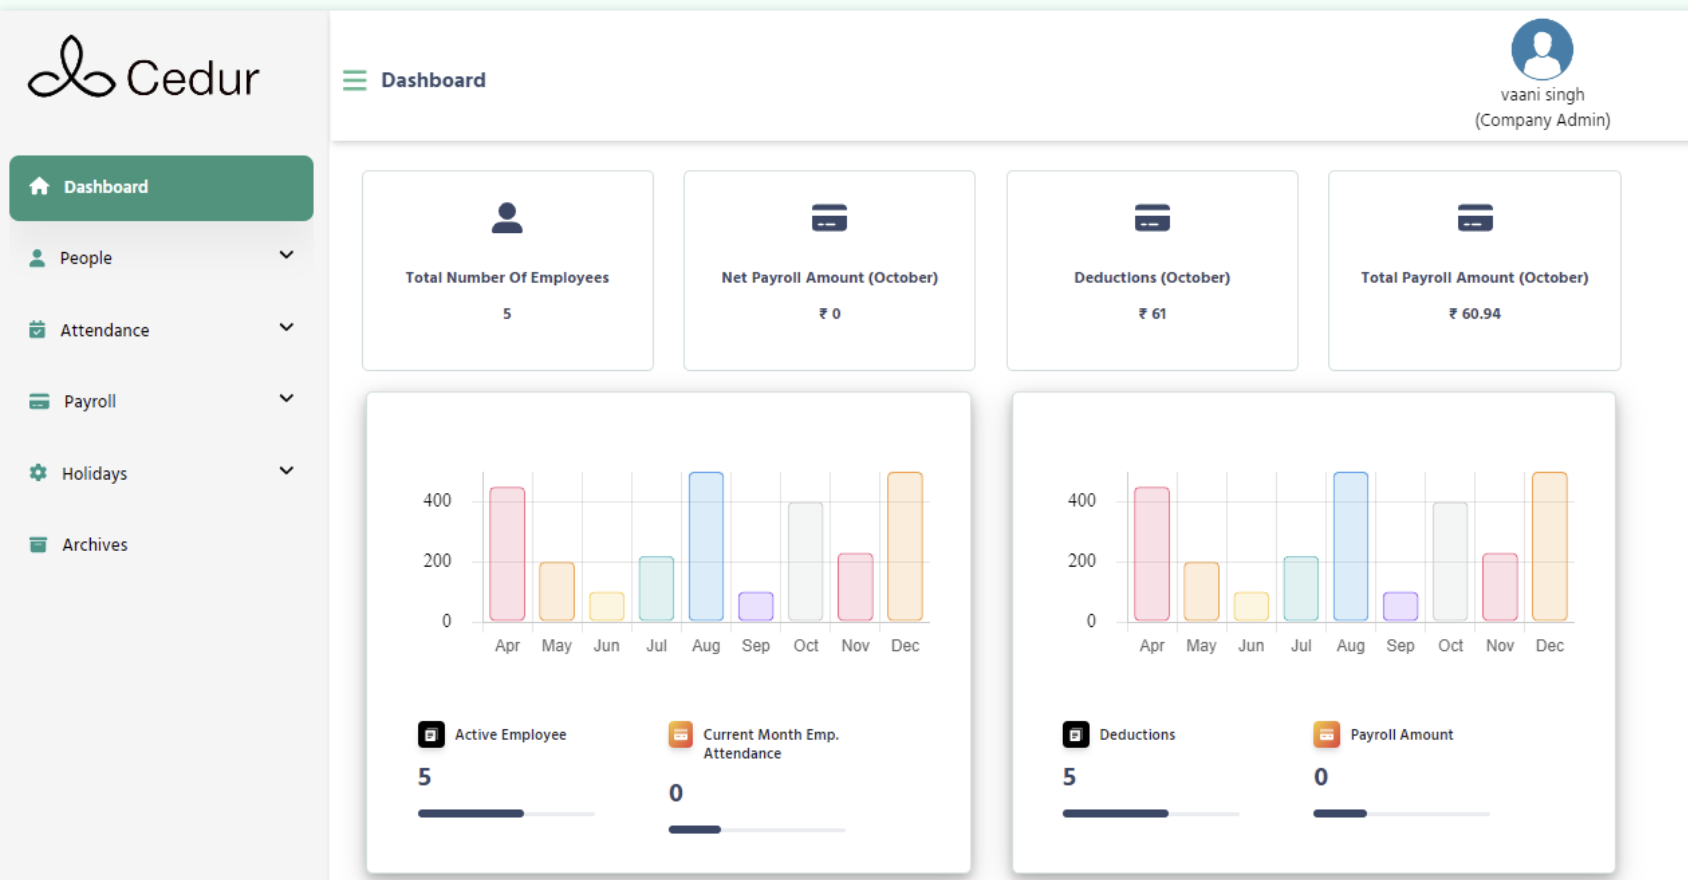 Cedur
Dashboard
vaani singh
(Company Admin)
Dashboard
People
Attendance
Payroll
Holidays
Archives
Total Number Of Employees
5
Net Payroll Amount (October)
₹ 0
Deductions (October)
₹ 61
Total Payroll Amount (October)
₹ 60.94
400
200
0
Apr May Jun Jul Aug Sep Oct Nov Dec
Active Employee
5
Current Month Emp.
Attendance
0
400
200
0
Apr May Jun Jul Aug Sep Oct Nov Dec
Deductions
5
Payroll Amount
0